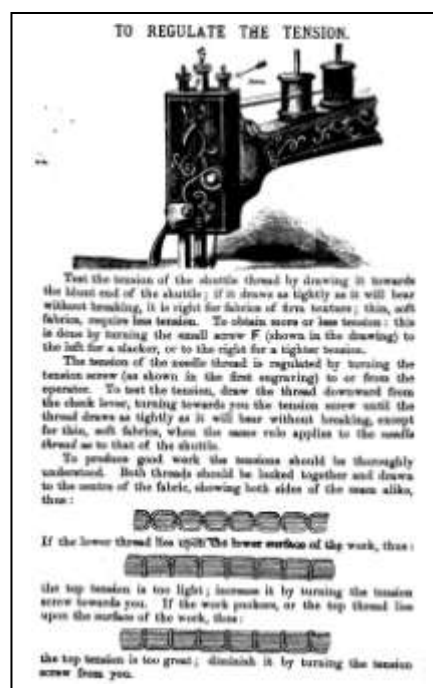 TO REGULATE THE TENSION.
Test the tension of the shuttle thread by drawing it towards
the blunt end of the shuttle; if it draws as tightly as it will bear
without breaking, it is right for fabrics of firm texture; thin, soft
fabrics, require less tension. To obtain more or less tension: this
is done by turning the small screw F (shown in the drawing) to
the left for a slacker, or to the right for a tighter tension.
The tension of the needle thread is regulated by turning the
tension screw (as shown in the first engraving) to or from the
operator. To test the tension, draw the thread downward from
the check lever, turning towards you the tension screw until the
thread draws as tightly as it will bear without breaking, except
for thin, soft fabrics, when the same rule applies to the needle
thread as to that of the shuttle.
To produce good work the tensions should be thoroughly
understood. Both threads should be locked together and drawn
to the centre of the fabric, showing both sides of the seam alike,
thus:
If the lower thread lies upon the lower surface of the work, thus:
the top tension is too light; increase it by turning the tension
screw towards you. If the work puckers, or the top thread lies
upon the surface of the work, thus:
the top tension is too great; diminish it by turning the tension
screw from you.